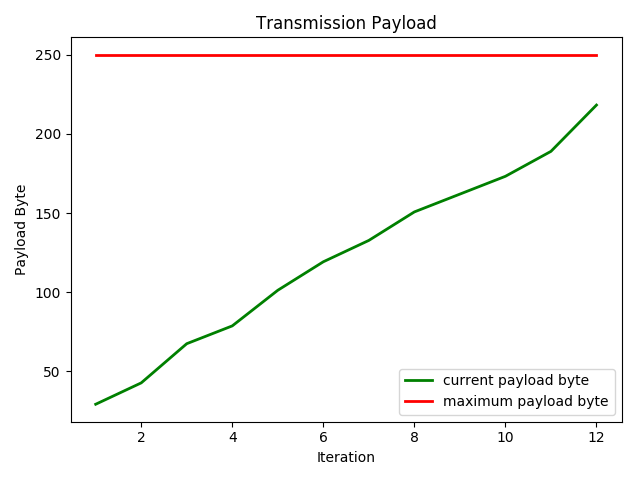 Transmission Payload
250
200
150
100
50
Payload Byte
current payload byte
maximum payload byte
2 4 6 8 10 12
Iteration